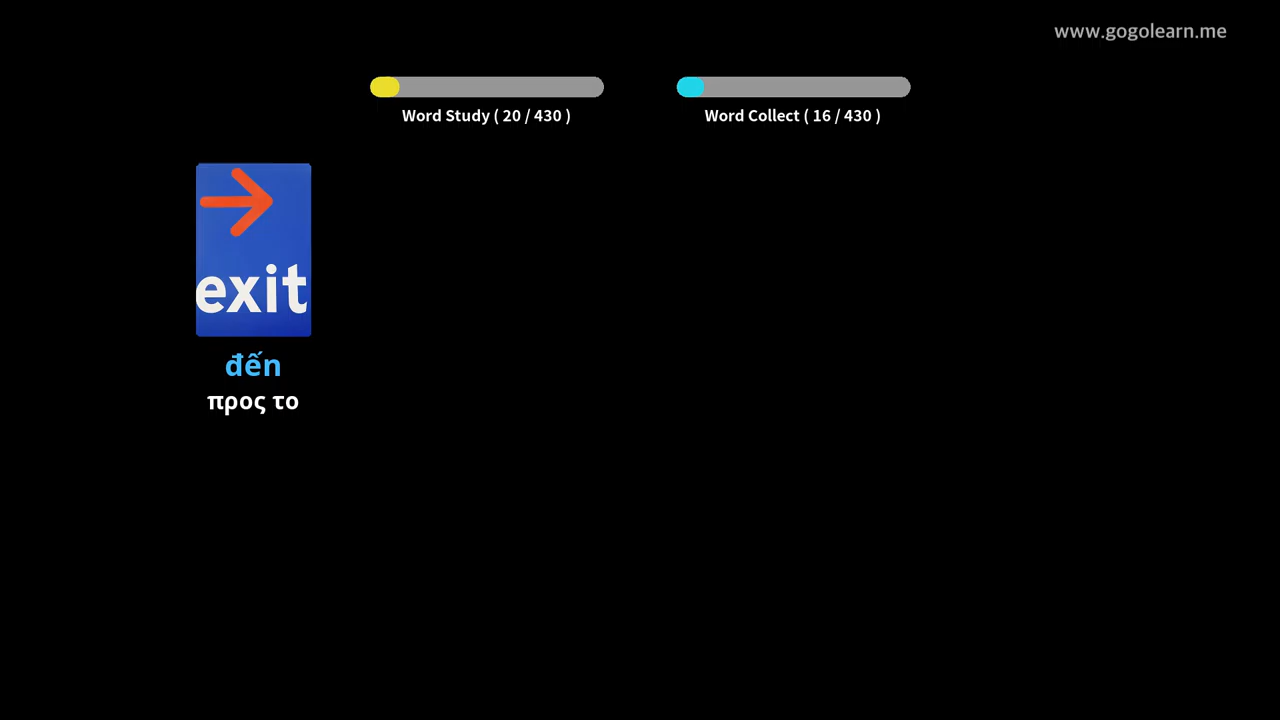 www.gogolearn.me
Word Study ( 20 / 430 )
Word Collect ( 16 / 430 )
exit
đến
προς το